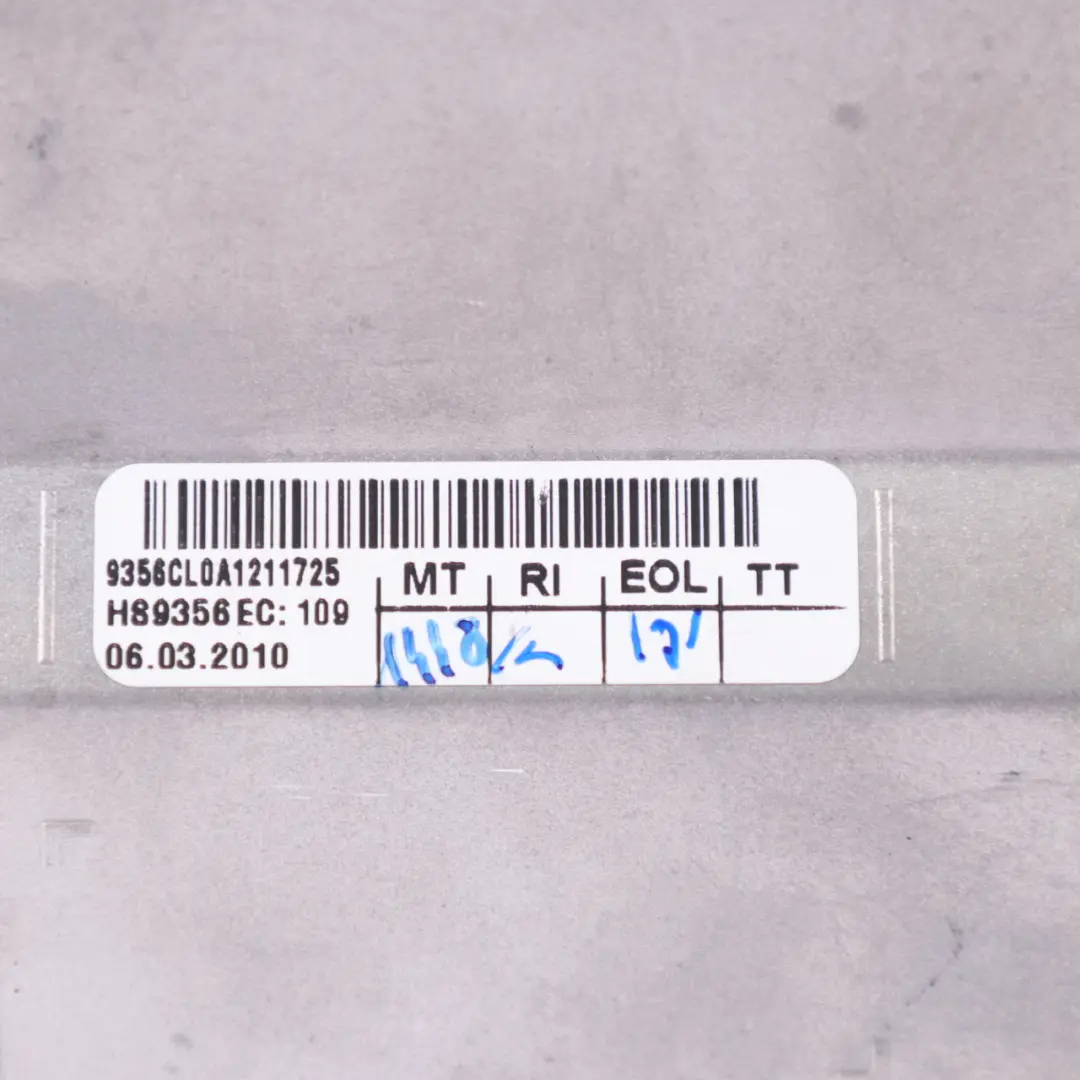 9356CL0A1211725
H89356 EC: 109
06.03.2010
MT RI EOL TT